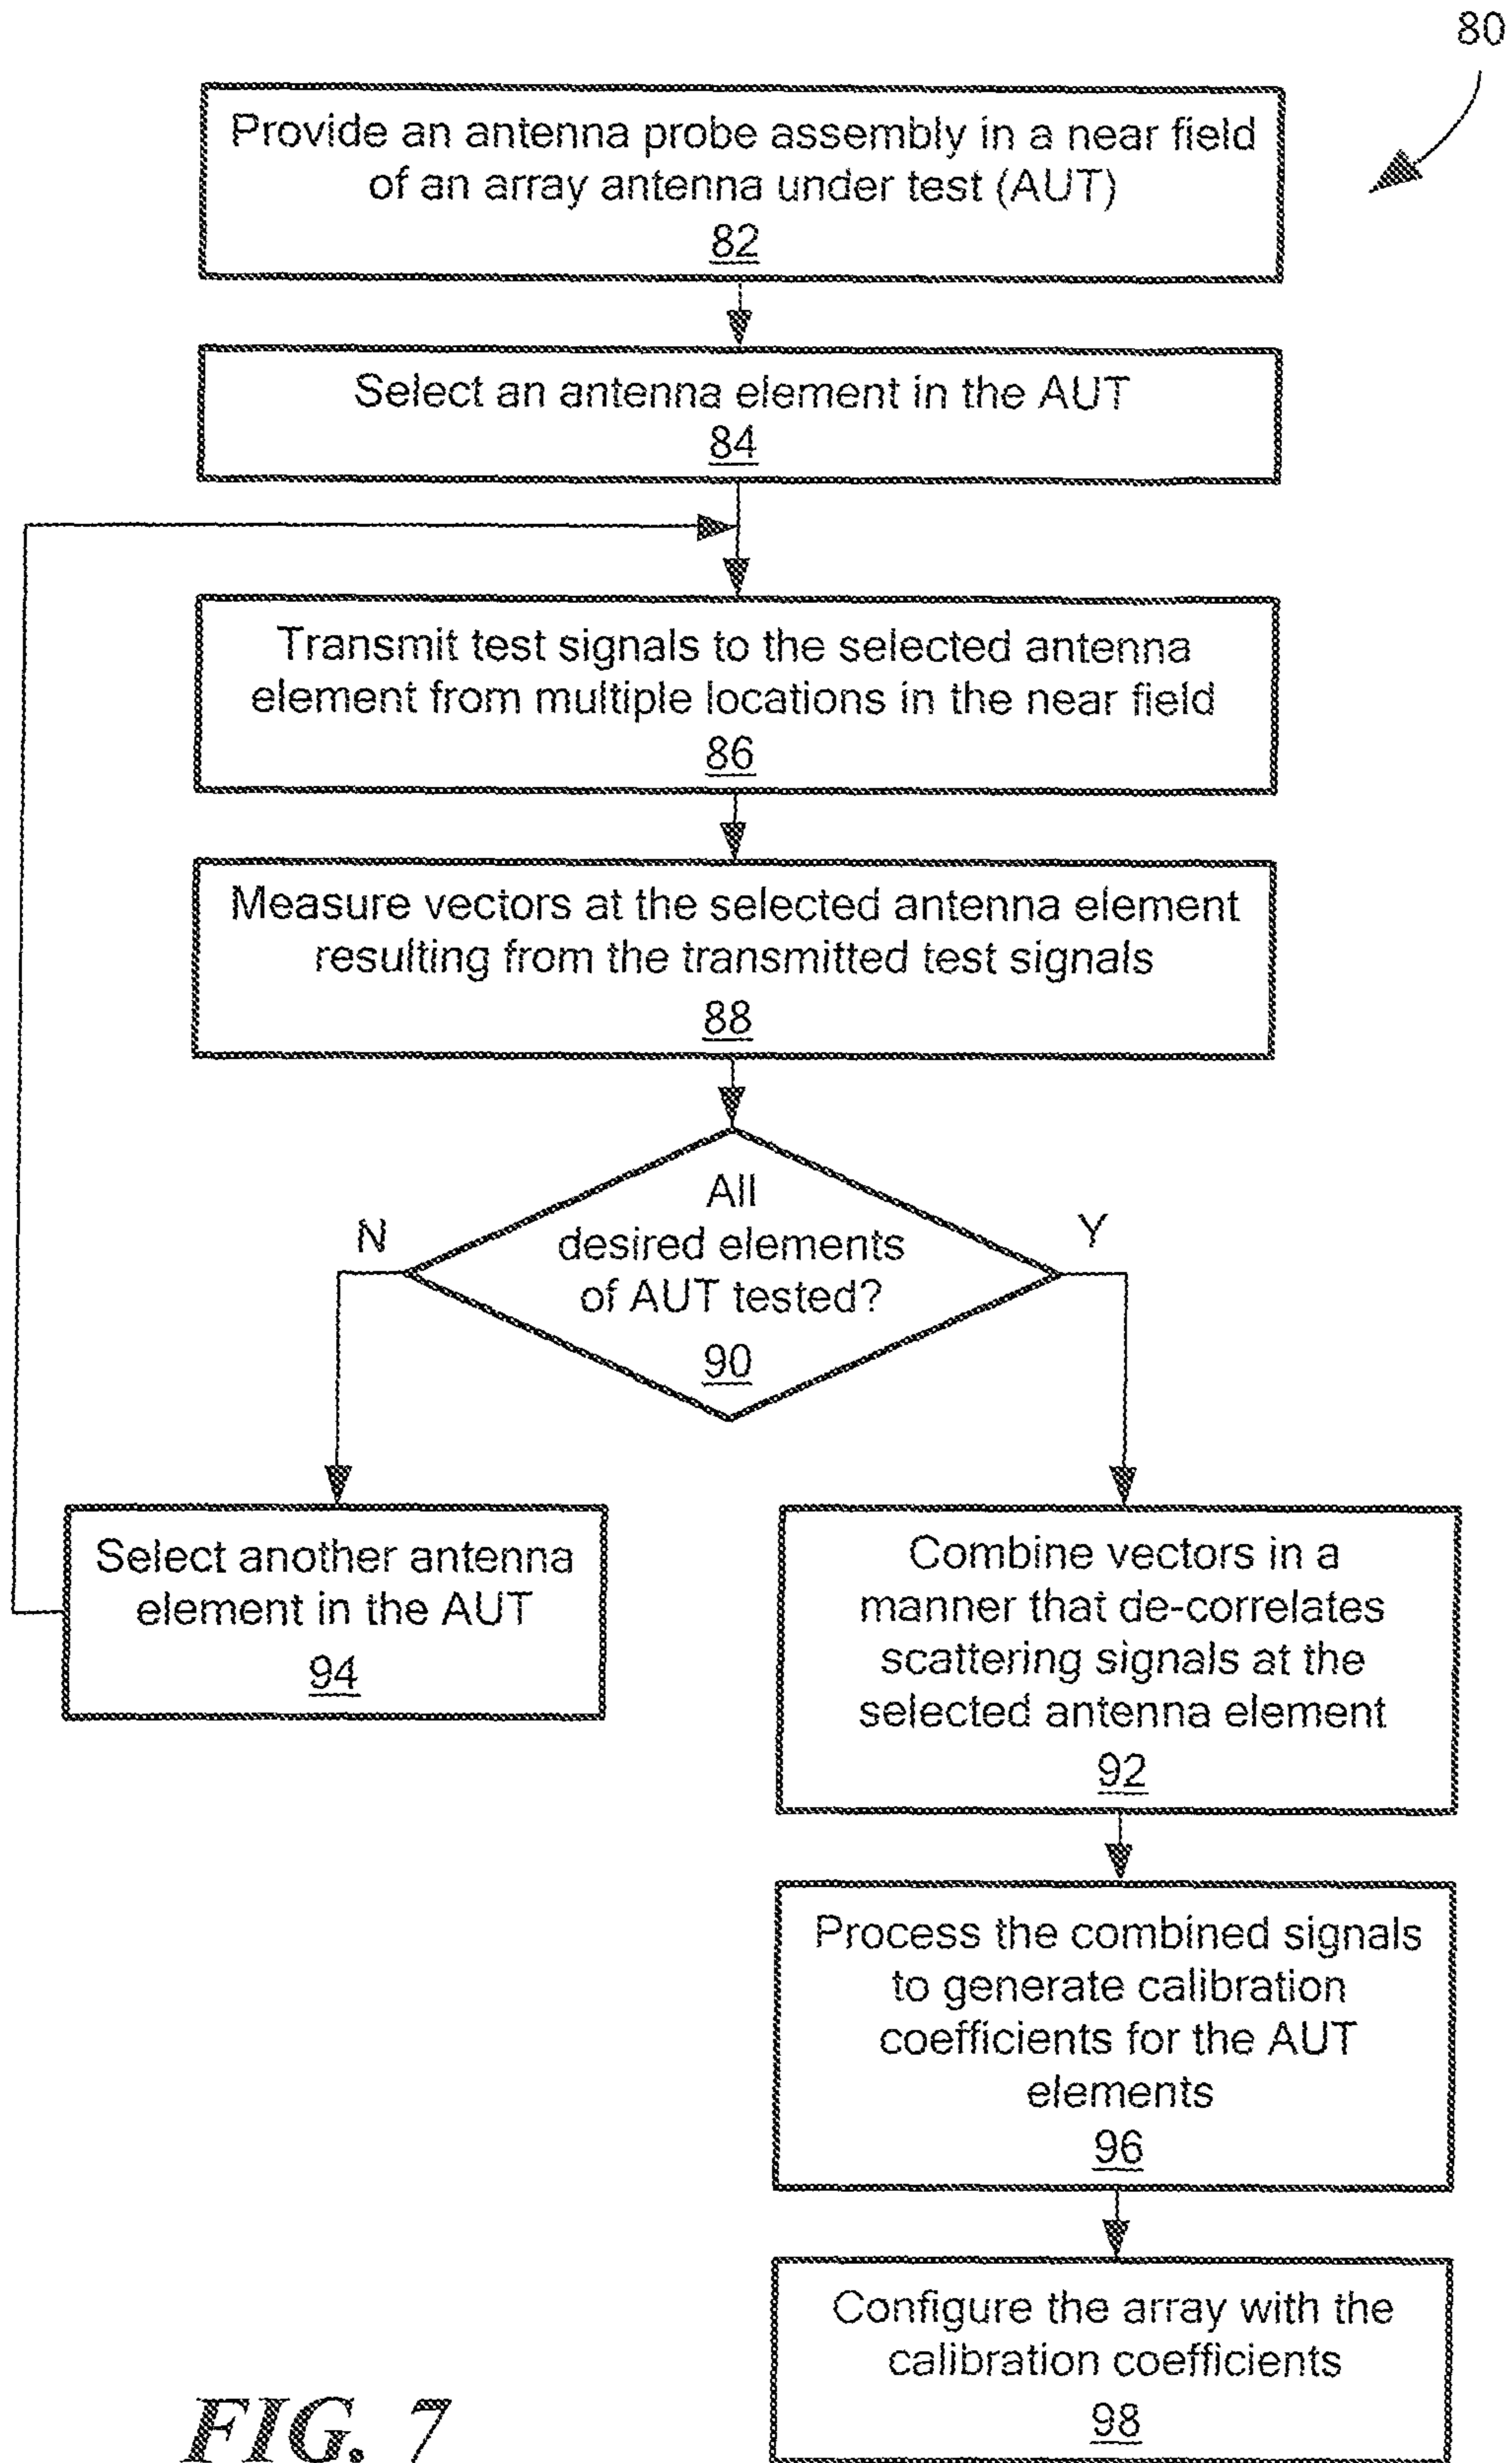 80
Provide an antenna probe assembly in a near field
of an array antenna under test (AUT)
82
Select an antenna element in the AUT
84
Transmit test signals to the selected antenna
element from multiple locations in the near field
86
Measure vectors at the selected antenna element
resulting from the transmitted test signals
88
All
desired elements
of AUT tested?
90
N
Y
Select another antenna
element in the AUT
94
Combine vectors in a
manner that de-correlates
scattering signals at the
selected antenna element
92
Process the combined signals
to generate calibration
coefficients for the AUT
elements
96
Configure the array with the
calibration coefficients
98
FIG. 7